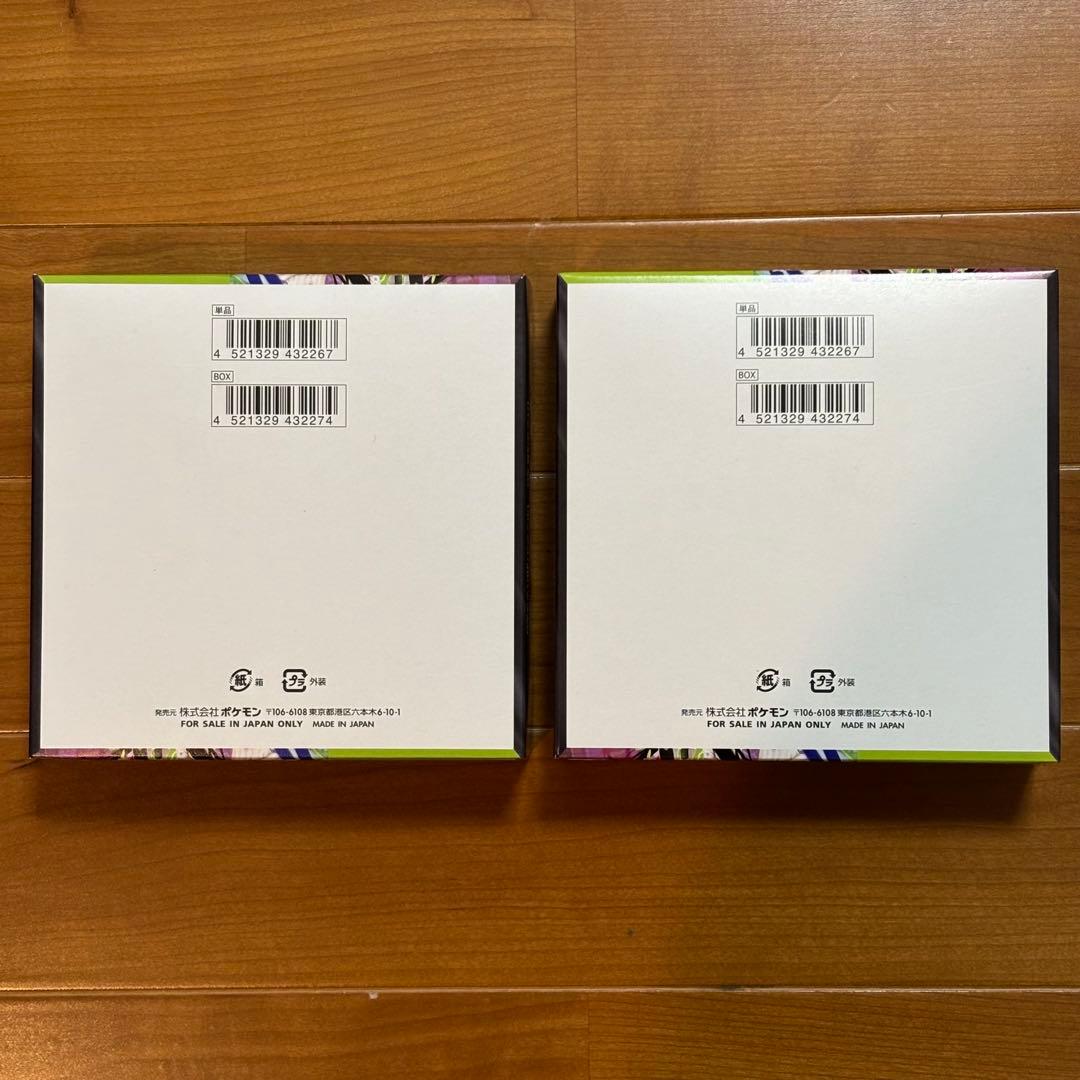 単品
4 521329 432267
BOX
4 521329 432274
紙 箱 プラ 外装
発売元 株式会社 ポケモン 〒106-6108 東京都港区六本木6-10-1
FOR SALE IN JAPAN ONLY MADE IN JAPAN
単品
4 521329 432267
BOX
4 521329 432274
紙 箱 プラ 外装
発売元 株式会社 ポケモン 〒106-6108 東京都港区六本木6-10-1
FOR SALE IN JAPAN ONLY MADE IN JAPAN